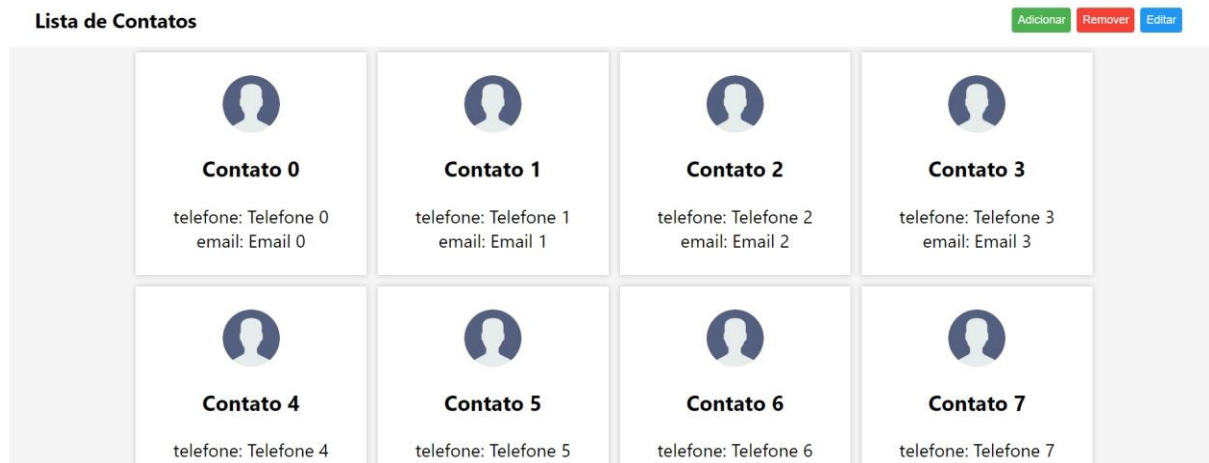 Lista de Contatos
Adicionar Remover Editar
Contato 0
telefone: Telefone 0
email: Email 0
Contato 1
telefone: Telefone 1
email: Email 1
Contato 2
telefone: Telefone 2
email: Email 2
Contato 3
telefone: Telefone 3
email: Email 3
Contato 4
telefone: Telefone 4
Contato 5
telefone: Telefone 5
Contato 6
telefone: Telefone 6
Contato 7
telefone: Telefone 7